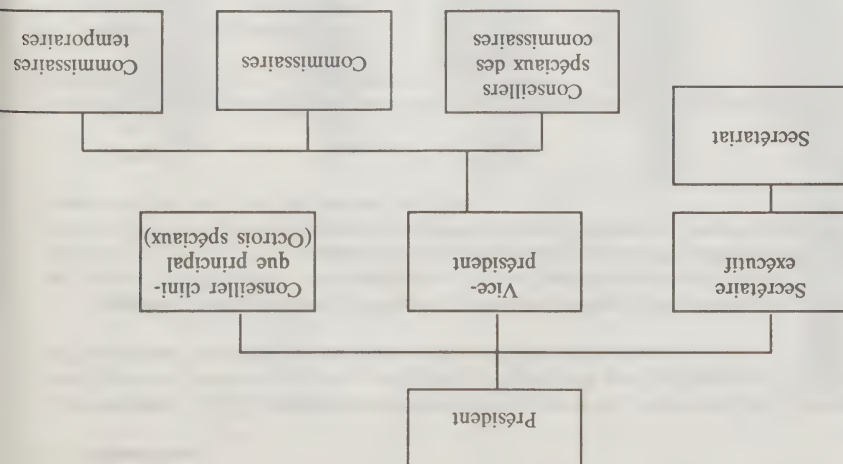 Président
Secrétaire
exécutif
Vice-
président
Conseiller clini-
que principal
(Octrois spéciaux)
Secrétariat
Conseillers
spéciaux des
commissaires
Commissaires
Commissaires
temporaires